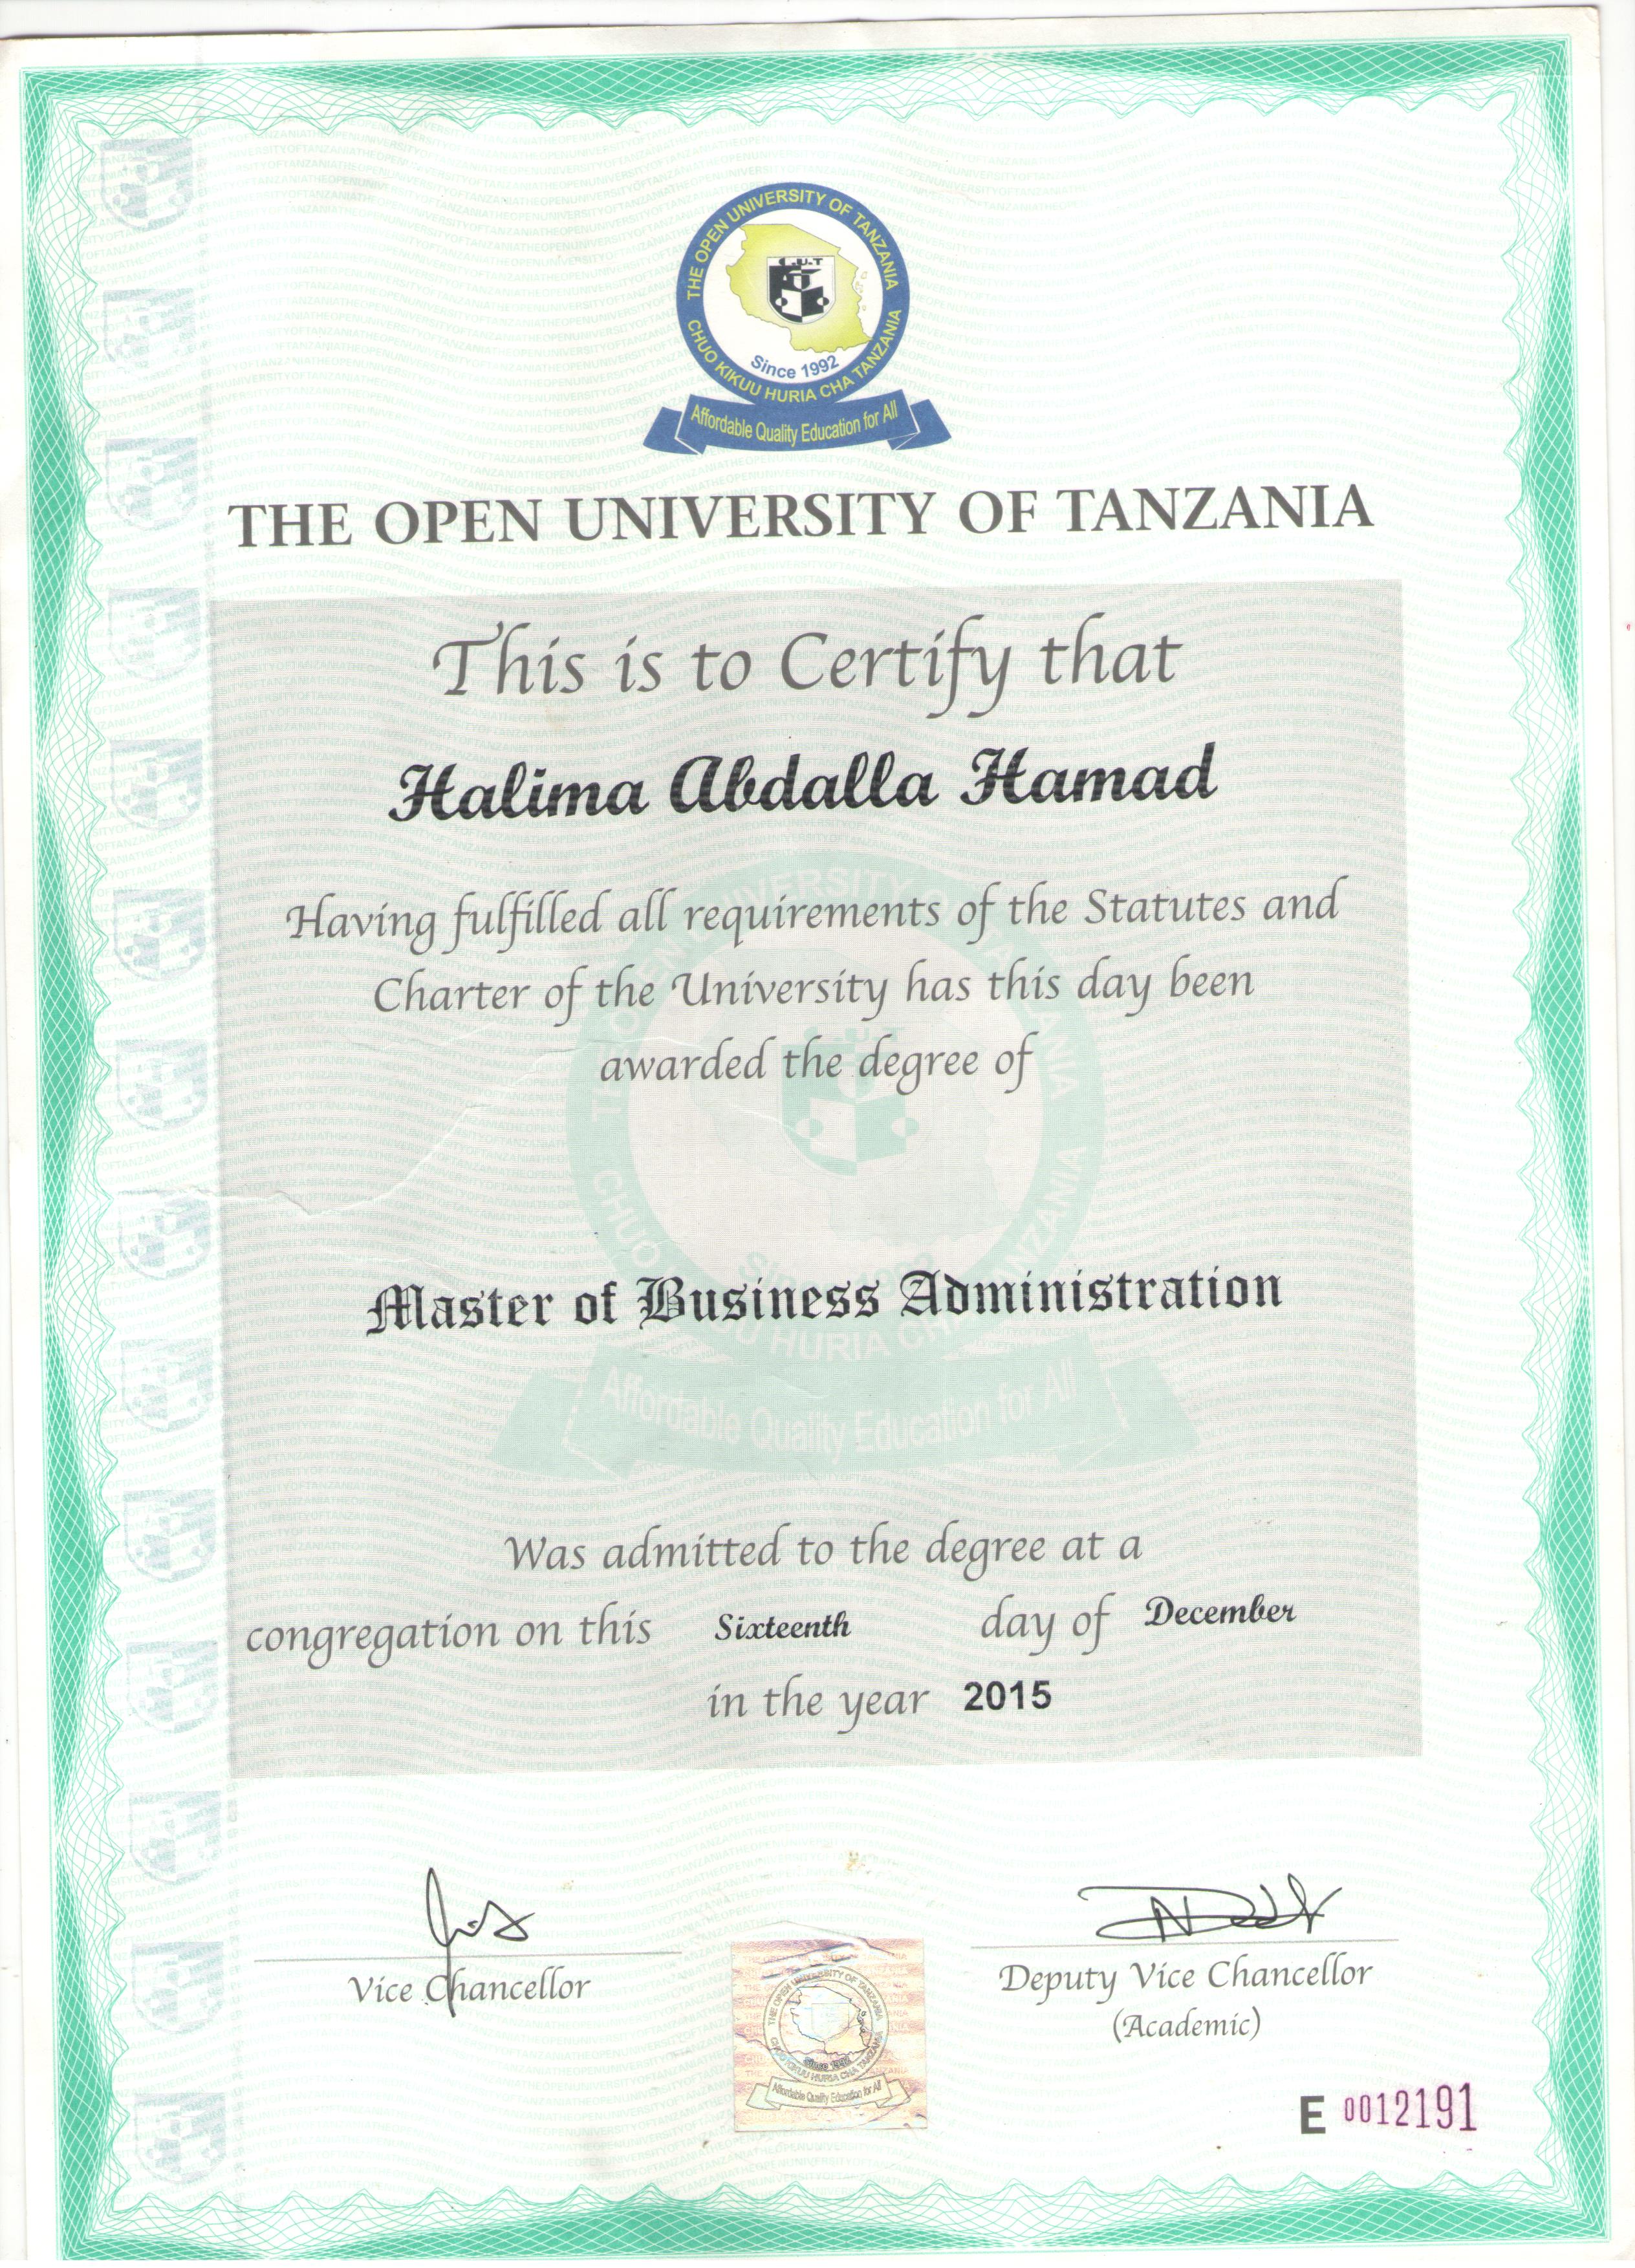 THE OPEN UNIVERSITY OF TANZANIA
CHUO KIKUU HURIA CHA TANZANIA
O.U.T
Since 1992
Affordable Quality Education for All
THE OPEN UNIVERSITY OF TANZANIA
This is to Certify that
Halima Abdalla Hamad
Having fulfilled all requirements of the Statutes and
Charter of the University has this day been
awarded the degree of
Master of Business Administration
Affordable Quality Education for All
Was admitted to the degree at a
congregation on this Sixteenth day of December
in the year 2015
Vice Chancellor
Deputy Vice Chancellor
(Academic)
THE OPEN UNIVERSITY OF TANZANIA
CHUO KIKUU HURIA CHA TANZANIA
Since 1992
Affordable Quality Education for All
E 0012191